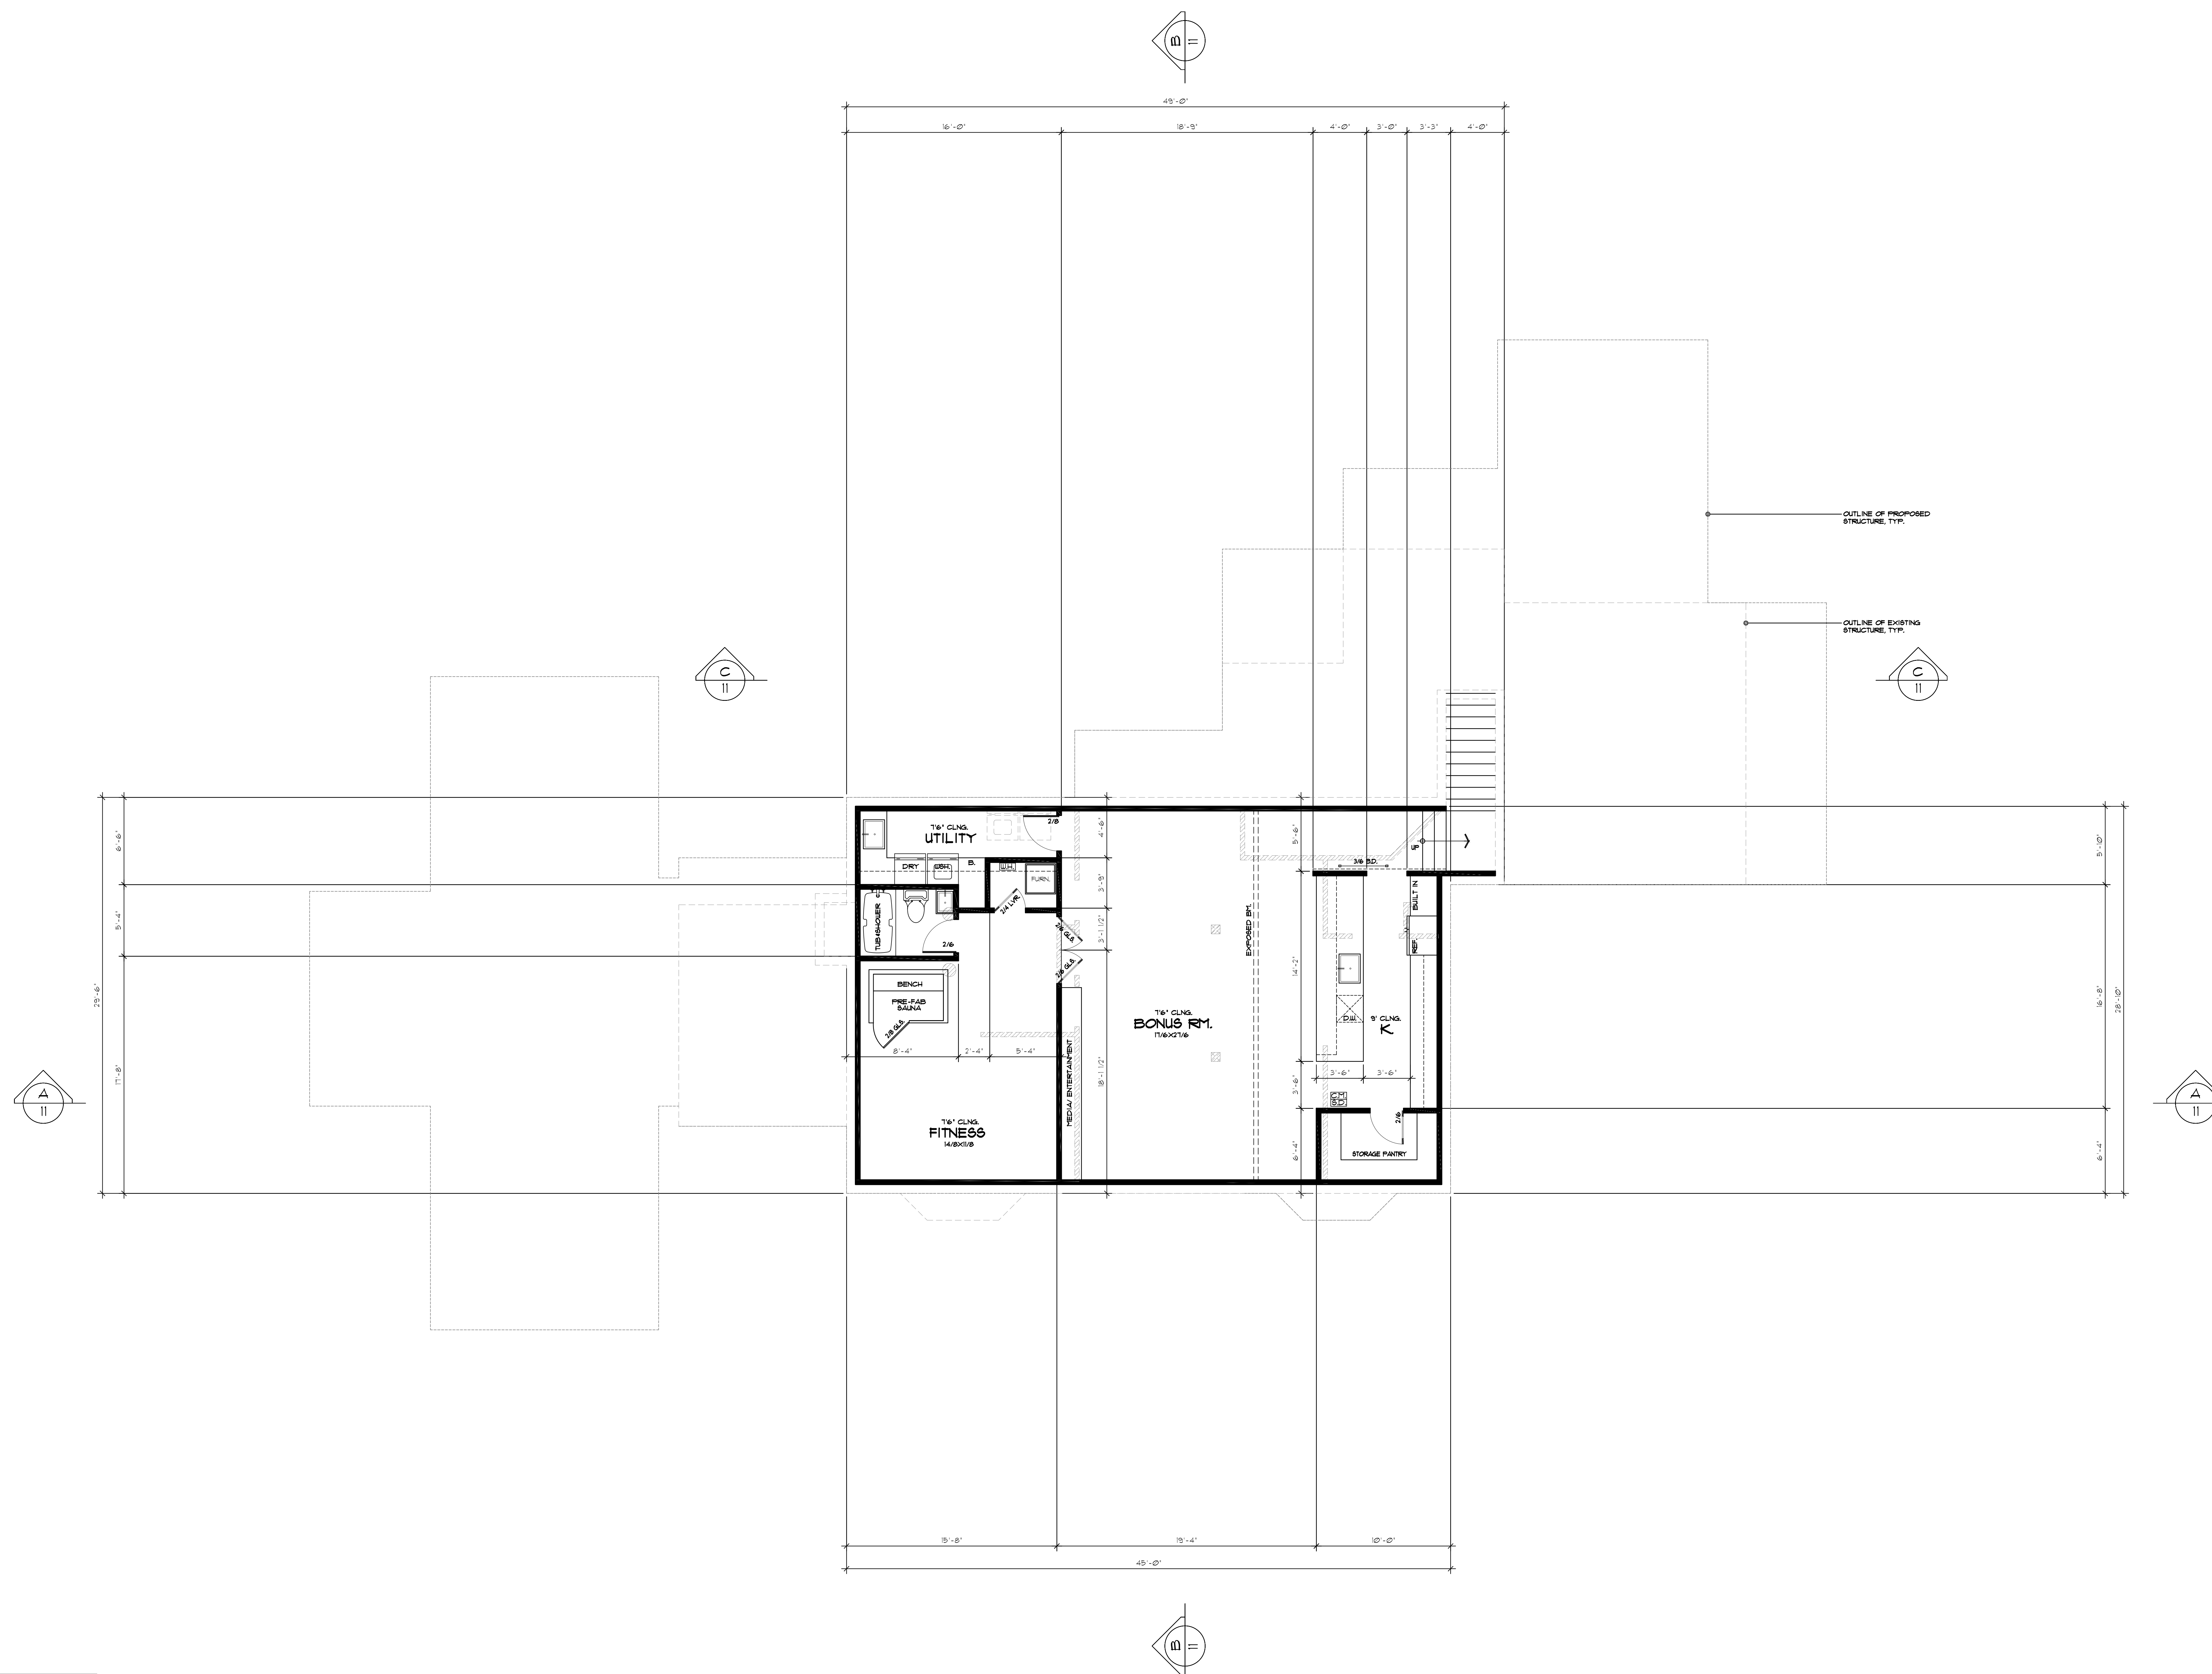 B
11
49'-0"
16'-0"
18'-9"
4'-0"
3'-0"
3'-3"
4'-0"
OUTLINE OF PROPOSED
STRUCTURE, TYP.
OUTLINE OF EXISTING
STRUCTURE, TYP.
C
11
C
11
29'-6"
6'-6"
5'-4"
17'-8"
7'6" CLNG.
UTILITY
2/8
DRY
WSH.
B.
W.H.
FURN.
2/4 LVR.
TUB&SHOWER
2/6
2/6 GLS.
2/6 GLS.
BENCH
PRE-FAB
SAUNA
2/8 GLS.
8'-4"
2'-4"
5'-4"
7'6" CLNG.
FITNESS
14/8X11/8
MEDIA/ ENTERTAINMENT
4'-6"
3'-9"
3'-1 1/2"
18'-1 1/2"
7'6" CLNG.
BONUS RM.
17/6X27/6
EXPOSED BM.
5'-6"
14'-2"
3'-6"
6'-4"
3/6 B.D.
UP
BUILT IN
REF.
D.W.
9' CLNG.
K
3'-6"
3'-6"
2/6
STORAGE PANTRY
5'-10"
16'-8"
6'-4"
28'-10"
A
11
A
11
15'-8"
19'-4"
10'-0"
45'-0"
B
11